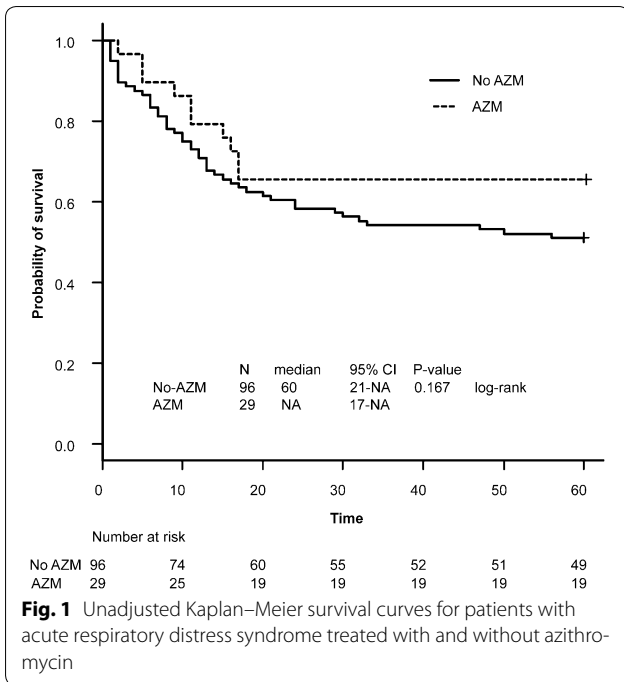 1.0
0.8
0.6
0.4
0.2
0.0
Probability of survival
No AZM
AZM
N median 95% CI P-value
No-AZM 96 60 21-NA 0.167 log-rank
AZM 29 NA 17-NA
0 10 20 30 40 50 60
Time
Number at risk
No AZM 96 74 60 55 52 51 49
AZM 29 25 19 19 19 19 19
Fig. 1 Unadjusted Kaplan–Meier survival curves for patients with
acute respiratory distress syndrome treated with and without azithro-
mycin